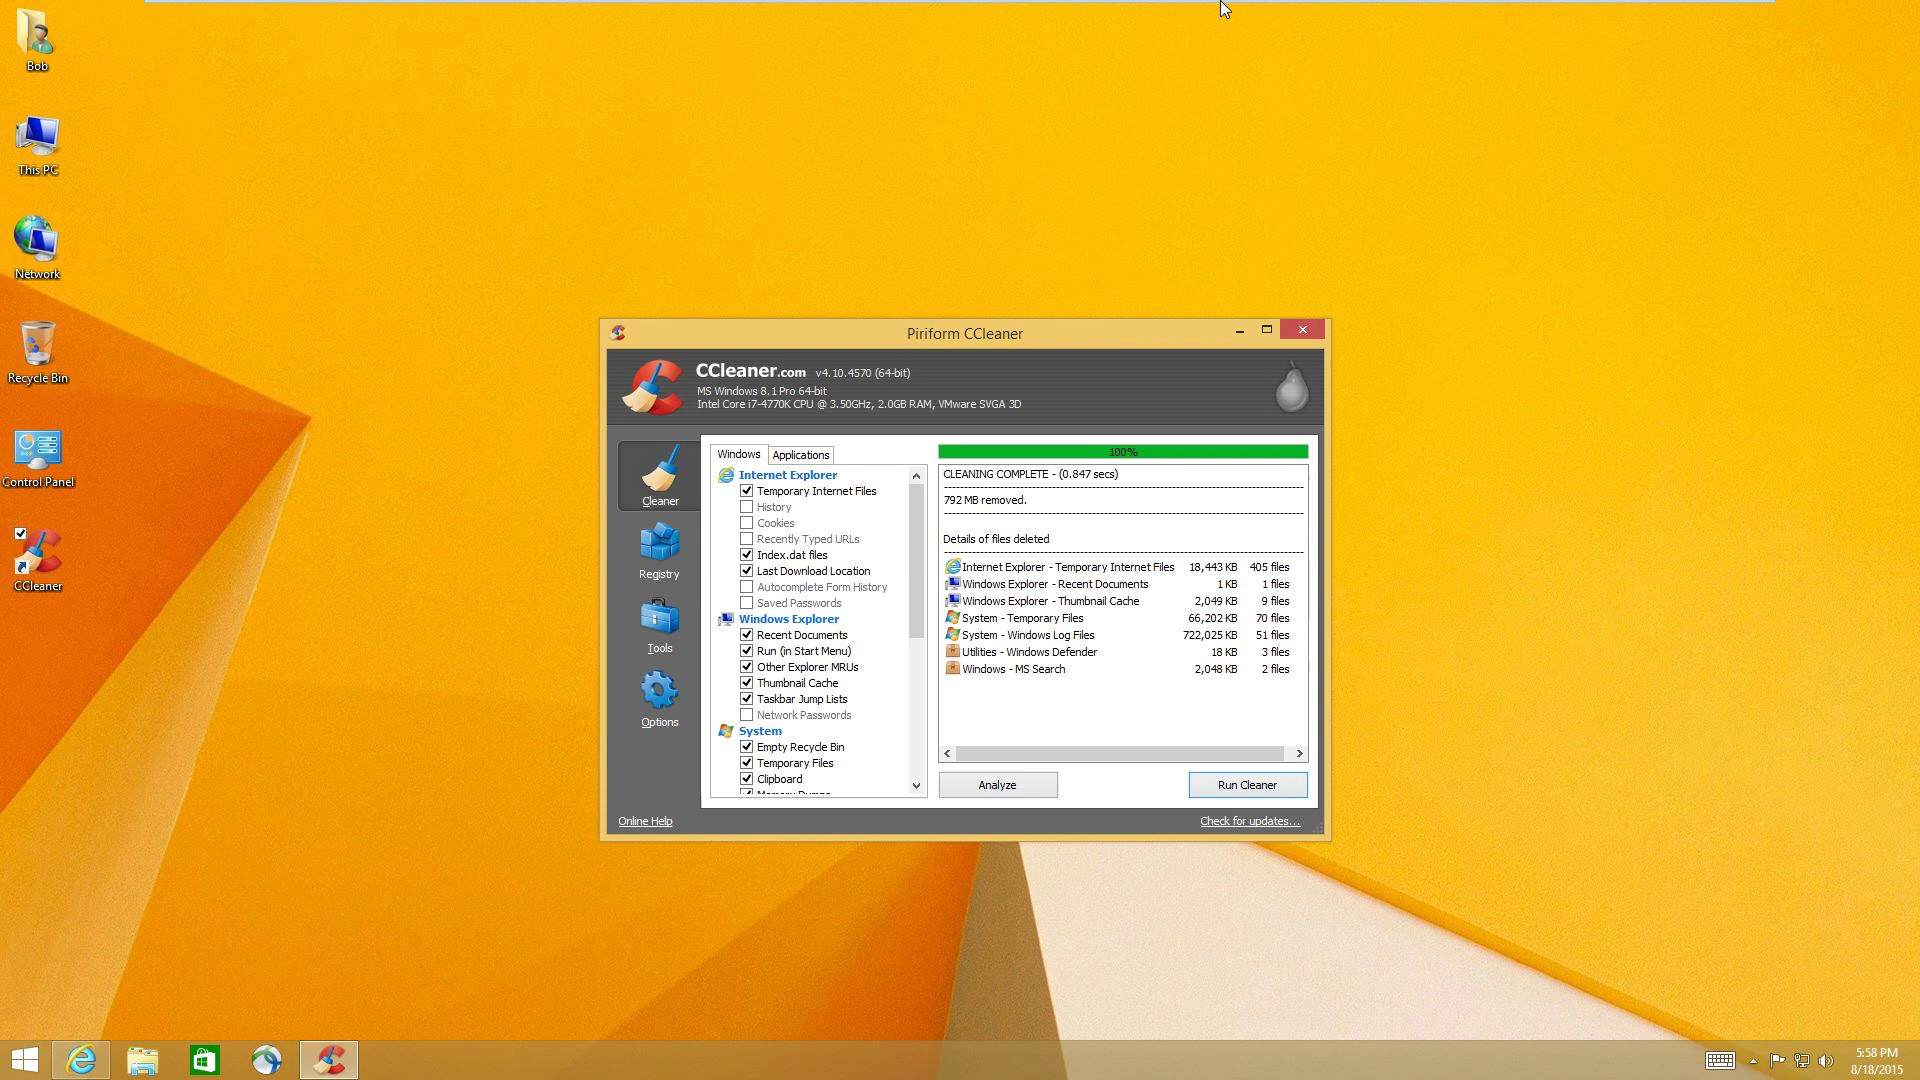 Bob
This PC
Network
Recycle Bin
Control Panel
CCleaner
Piriform CCleaner
CCleaner.com v4.10.4570 (64-bit)
MS Windows 8.1 Pro 64-bit
Intel Core i7-4770K CPU @ 3.50GHz, 2.0GB RAM, VMware SVGA 3D
Cleaner
Registry
Tools
Options
Windows Applications
Internet Explorer
Temporary Internet Files
History
Cookies
Recently Typed URLs
Index.dat files
Last Download Location
Autocomplete Form History
Saved Passwords
Windows Explorer
Recent Documents
Run (in Start Menu)
Other Explorer MRUs
Thumbnail Cache
Taskbar Jump Lists
Network Passwords
System
Empty Recycle Bin
Temporary Files
Clipboard
Memory Dumps
100%
CLEANING COMPLETE - (0.847 secs)
792 MB removed.
Details of files deleted
Internet Explorer - Temporary Internet Files 18,443 KB 405 files
Windows Explorer - Recent Documents 1 KB 1 files
Windows Explorer - Thumbnail Cache 2,049 KB 9 files
System - Temporary Files 66,202 KB 70 files
System - Windows Log Files 722,025 KB 51 files
Utilities - Windows Defender 18 KB 3 files
Windows - MS Search 2,048 KB 2 files
Analyze Run Cleaner
Online Help Check for updates...
5:58 PM
8/18/2015